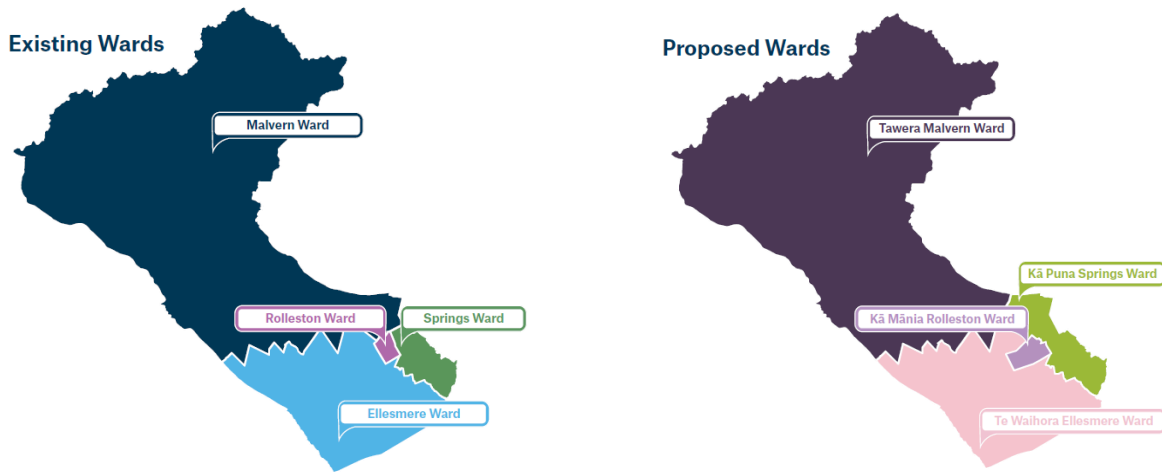 Existing Wards
Malvern Ward
Rolleston Ward
Springs Ward
Ellesmere Ward
Proposed Wards
Tawera Malvern Ward
Kā Puna Springs Ward
Kā Mānia Rolleston Ward
Te Waihora Ellesmere Ward